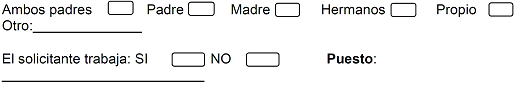 Ambos padres Padre Madre Hermanos Propio
Otro:
El solicitante trabaja: SI NO Puesto: